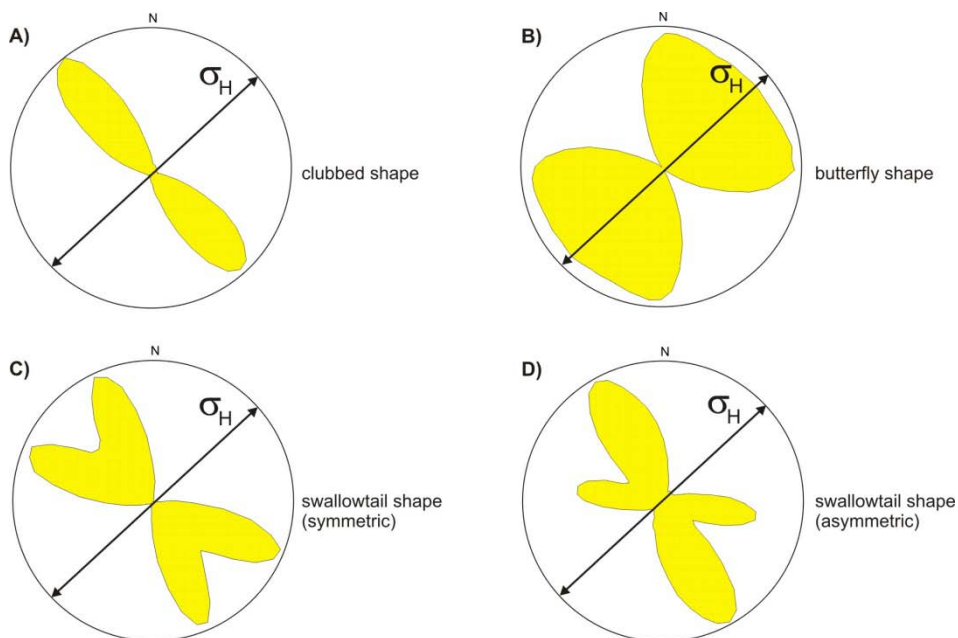 A)
N
σH
clubbed shape
B)
N
σH
butterfly shape
C)
N
σH
swallowtail shape
(symmetric)
D)
N
σH
swallowtail shape
(asymmetric)